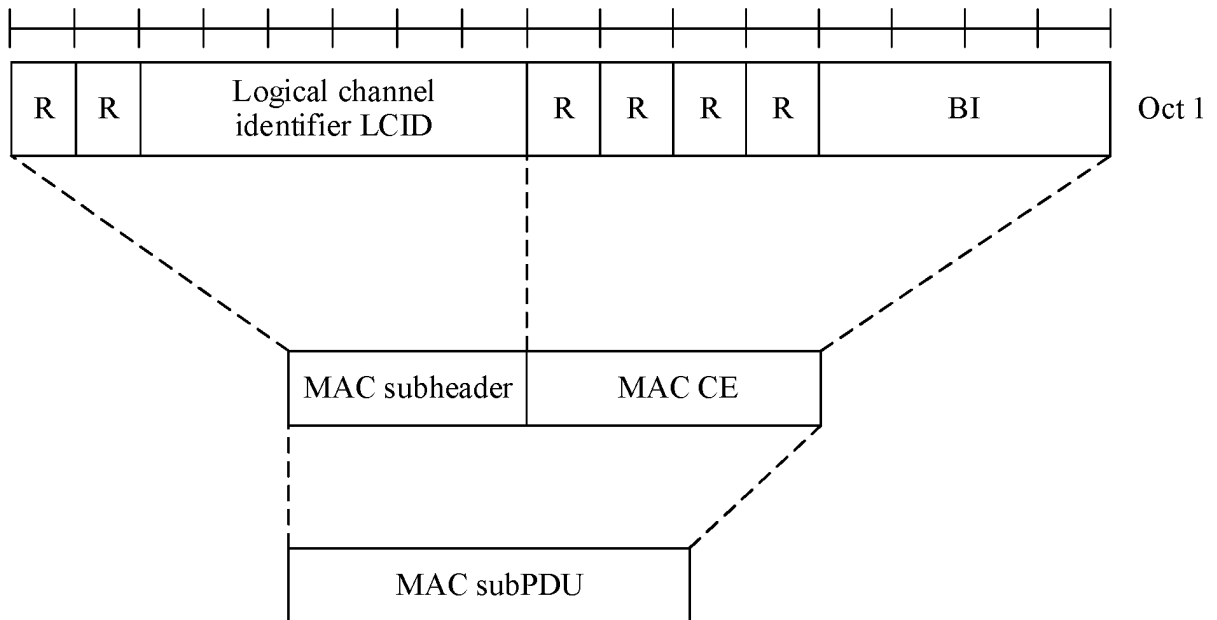 R R Logical channel R R R R BI Oct 1
identifier LCID
MAC subheader MAC CE
MAC subPDU